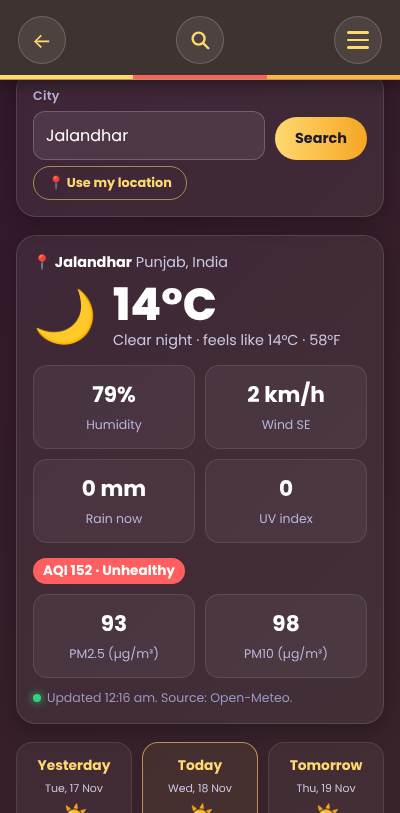 City
Jalandhar
Search
Use my location
Jalandhar Punjab, India
14°C
Clear night · feels like 14°C · 58°F
79%
Humidity
2 km/h
Wind SE
0 mm
Rain now
0
UV index
AQI 152 · Unhealthy
93
PM2.5 (µg/m³)
98
PM10 (µg/m³)
Updated 12:16 am. Source: Open-Meteo.
Yesterday
Tue, 17 Nov
Today
Wed, 18 Nov
Tomorrow
Thu, 19 Nov